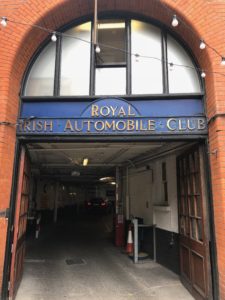 ROYAL
IRISH · AUTOMOBILE · CLUB